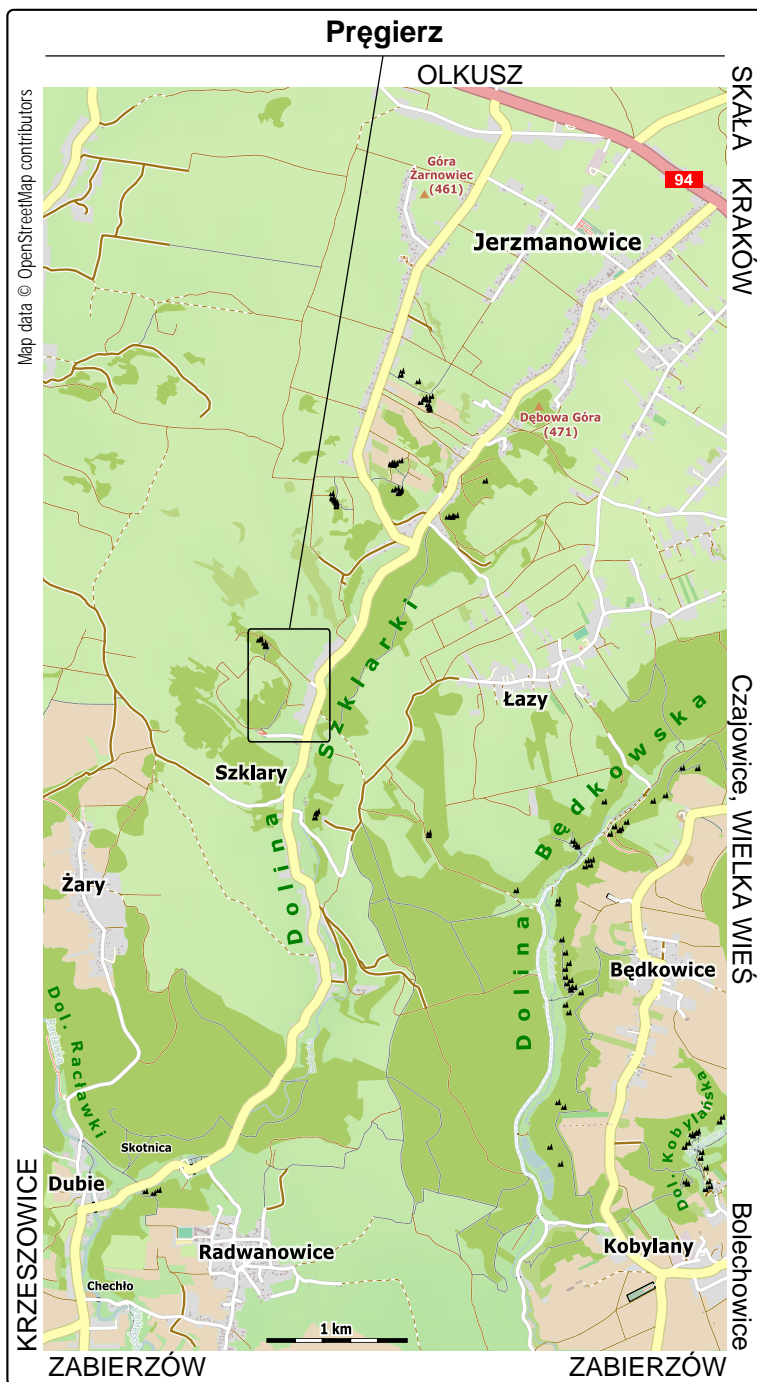 Pręgierz
OLKUSZ
SKAŁA KRAKÓW
Map data © OpenStreetMap contributors
Góra
Żarnowiec
(461)
94
Jerzmanowice
Dębowa Góra
(471)
Dolina Szklarki
Łazy
Szklary
Czajowice, WIELKA WIEŚ
Dolina Będkowska
Żary
Będkowice
Dol. Racławki
Racławka
Dol. Kobylańska
Skotnica
Dubie
KRZESZOWICE
Radwanowice
Kobylany
Bolechowice
Chechło
1 km
ZABIERZÓW
ZABIERZÓW